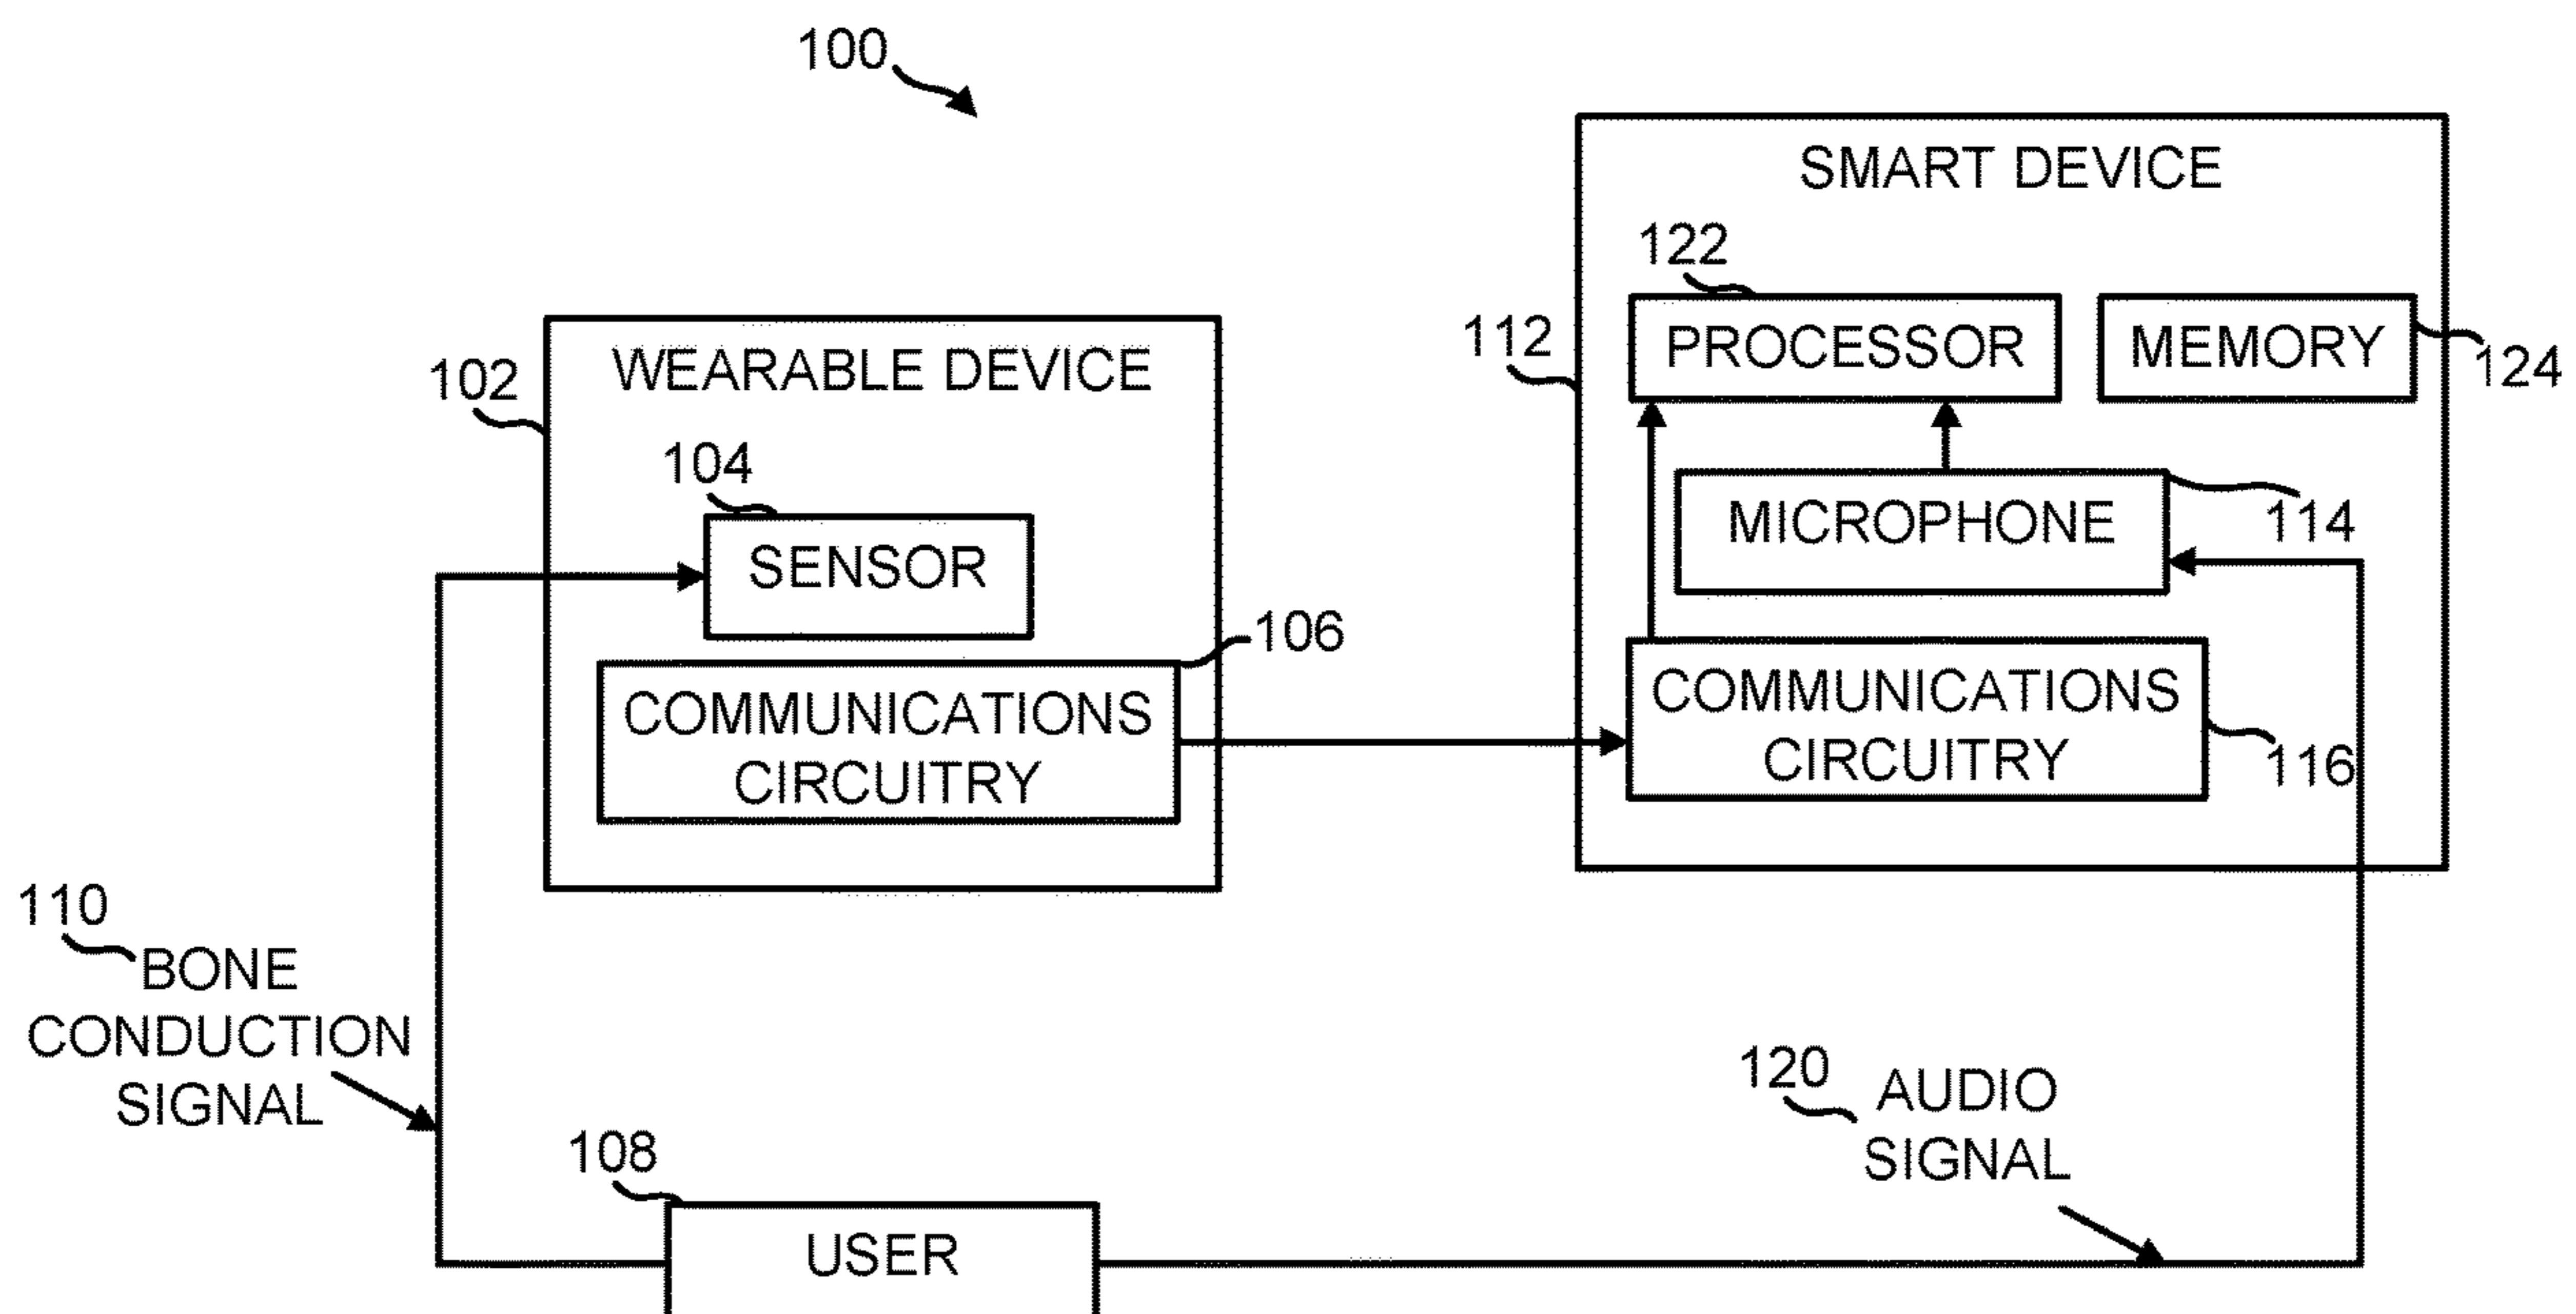 100
SMART DEVICE
122
112
PROCESSOR
MEMORY
124
WEARABLE DEVICE
102
104
SENSOR
MICROPHONE
114
106
COMMUNICATIONS
CIRCUITRY
COMMUNICATIONS
CIRCUITRY
116
110
BONE
CONDUCTION
SIGNAL
120
AUDIO
SIGNAL
108
USER